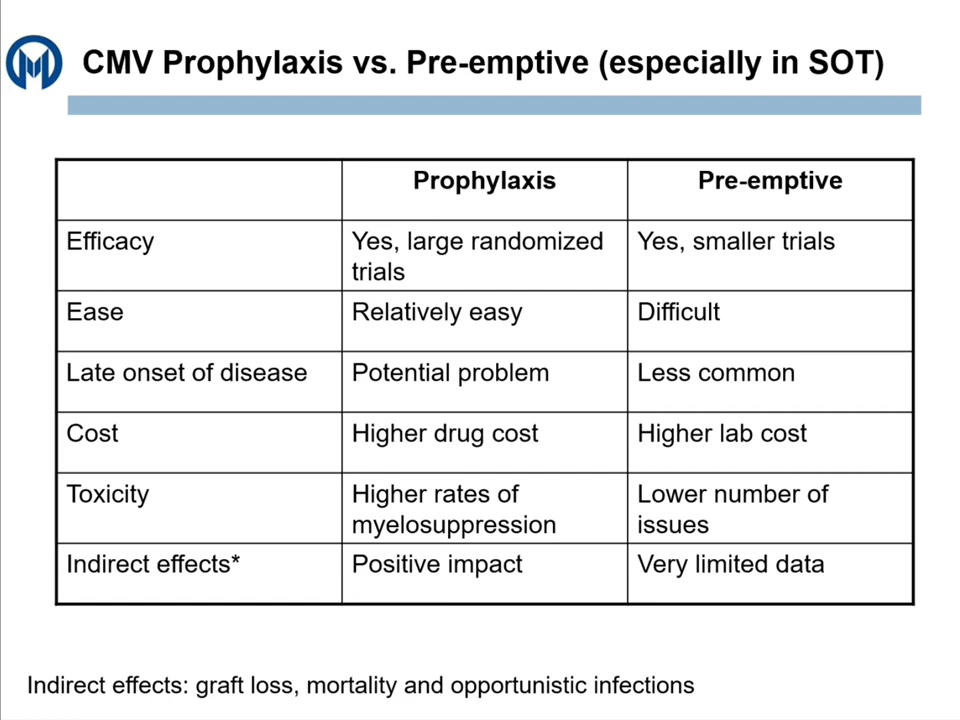 CMV Prophylaxis vs. Pre-emptive (especially in SOT)
Prophylaxis
Pre-emptive
Efficacy
Yes, large randomized
trials
Yes, smaller trials
Ease
Relatively easy
Difficult
Late onset of disease
Potential problem
Less common
Cost
Higher drug cost
Higher lab cost
Toxicity
Higher rates of
myelosuppression
Lower number of
issues
Indirect effects*
Positive impact
Very limited data
Indirect effects: graft loss, mortality and opportunistic infections